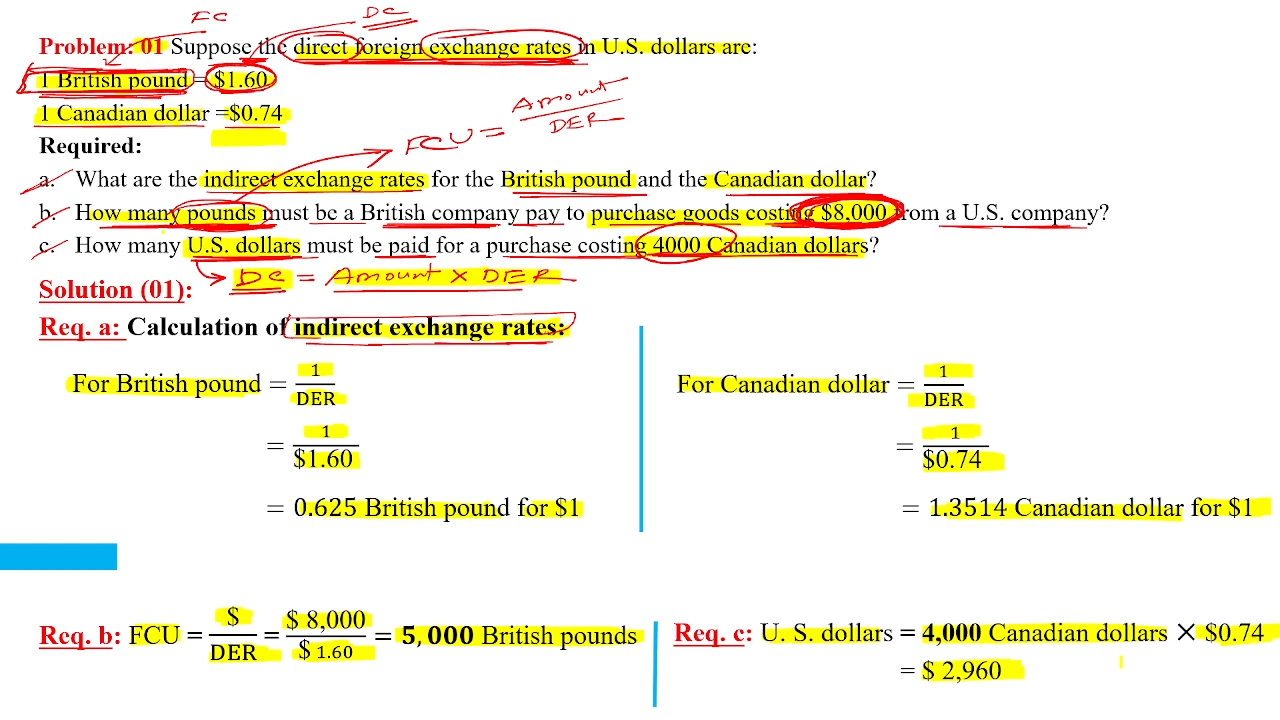 FC
DC
Problem: 01 Suppose the direct foreign exchange rates in U.S. dollars are:
1 British pound = $1.60
1 Canadian dollar =$0.74
FCU = Amount / DER
Required:
a. What are the indirect exchange rates for the British pound and the Canadian dollar?
b. How many pounds must be a British company pay to purchase goods costing $8,000 from a U.S. company?
c. How many U.S. dollars must be paid for a purchase costing 4000 Canadian dollars?
DC = Amount × DER
Solution (01):
Req. a: Calculation of indirect exchange rates:
For British pound = 1 / DER
= 1 / $1.60
= 0.625 British pound for $1
For Canadian dollar = 1 / DER
= 1 / $0.74
= 1.3514 Canadian dollar for $1
Req. b: FCU = $ / DER = $ 8,000 / $ 1.60 = 5,000 British pounds
Req. c: U. S. dollars = 4,000 Canadian dollars × $0.74
= $ 2,960